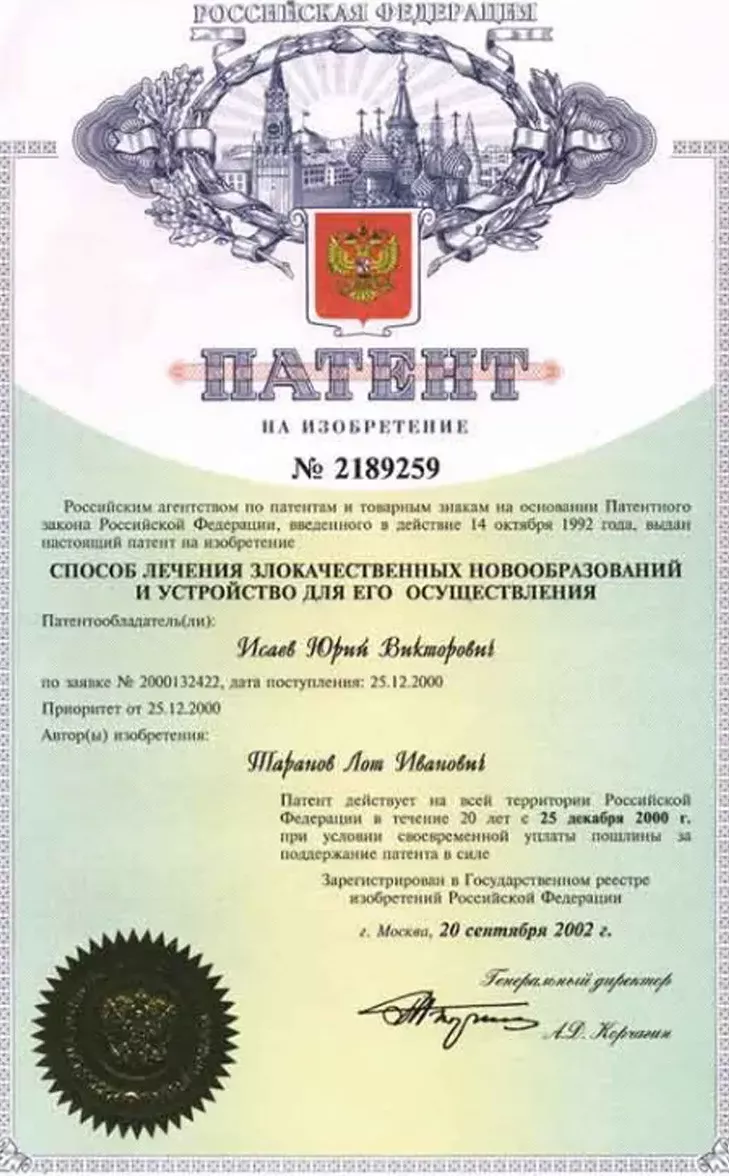 РОССИЙСКАЯ ФЕДЕРАЦИЯ
ПАТЕНТ
НА ИЗОБРЕТЕНИЕ
№ 2189259
Российским агентством по патентам и товарным знакам на основании Патентного
закона Российской Федерации, введенного в действие 14 октября 1992 года, выдан
настоящий патент на изобретение
СПОСОБ ЛЕЧЕНИЯ ЗЛОКАЧЕСТВЕННЫХ НОВООБРАЗОВАНИЙ
И УСТРОЙСТВО ДЛЯ ЕГО ОСУЩЕСТВЛЕНИЯ
Патентообладатель(ли):
Исаев Юрий Викторович
по заявке № 2000132422, дата поступления: 25.12.2000
Приоритет от 25.12.2000
Автор(ы) изобретения:
Тарапов Лот Иванович
Патент действует на всей территории Российской
Федерации в течение 20 лет с 25 декабря 2000 г.
при условии своевременной уплаты пошлины за
поддержание патента в силе
Зарегистрирован в Государственном реестре
изобретений Российской Федерации
г. Москва, 20 сентября 2002 г.
Генеральный директор
А.Д. Корчагин